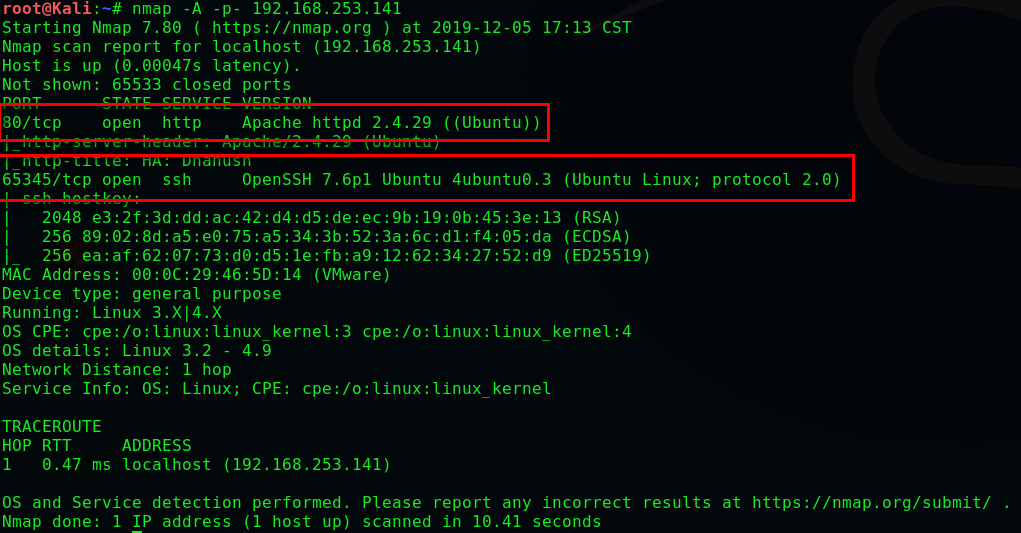 root@Kali:~# nmap -A -p- 192.168.253.141
Starting Nmap 7.80 ( https://nmap.org ) at 2019-12-05 17:13 CST
Nmap scan report for localhost (192.168.253.141)
Host is up (0.00047s latency).
Not shown: 65533 closed ports
PORT      STATE SERVICE VERSION
80/tcp    open  http    Apache httpd 2.4.29 ((Ubuntu))
|_http-server-header: Apache/2.4.29 (Ubuntu)
|_http-title: HA: Dhanush
65345/tcp open  ssh     OpenSSH 7.6p1 Ubuntu 4ubuntu0.3 (Ubuntu Linux; protocol 2.0)
| ssh-hostkey:
|   2048 e3:2f:3d:dd:ac:42:d4:d5:de:ec:9b:19:0b:45:3e:13 (RSA)
|   256 89:02:8d:a5:e0:75:a5:34:3b:52:3a:6c:d1:f4:05:da (ECDSA)
|_  256 ea:af:62:07:73:d0:d5:1e:fb:a9:12:62:34:27:52:d9 (ED25519)
MAC Address: 00:0C:29:46:5D:14 (VMware)
Device type: general purpose
Running: Linux 3.X|4.X
OS CPE: cpe:/o:linux:linux_kernel:3 cpe:/o:linux:linux_kernel:4
OS details: Linux 3.2 - 4.9
Network Distance: 1 hop
Service Info: OS: Linux; CPE: cpe:/o:linux:linux_kernel
TRACEROUTE
HOP RTT     ADDRESS
1   0.47 ms localhost (192.168.253.141)
OS and Service detection performed. Please report any incorrect results at https://nmap.org/submit/ .
Nmap done: 1 IP address (1 host up) scanned in 10.41 seconds